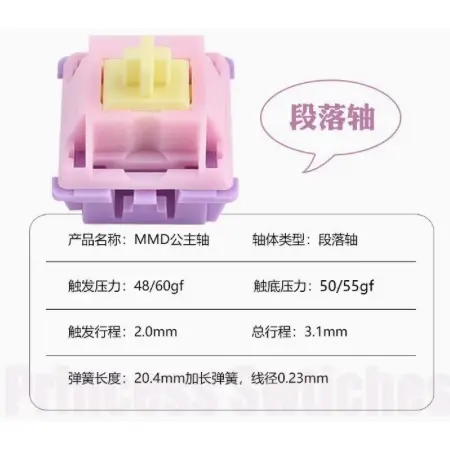 段落轴
产品名称：MMD公主轴 轴体类型：段落轴
触发压力：48/60gf 触底压力：50/55gf
触发行程：2.0mm 总行程：3.1mm
弹簧长度：20.4mm加长弹簧，线径0.23mm
Princess Switches